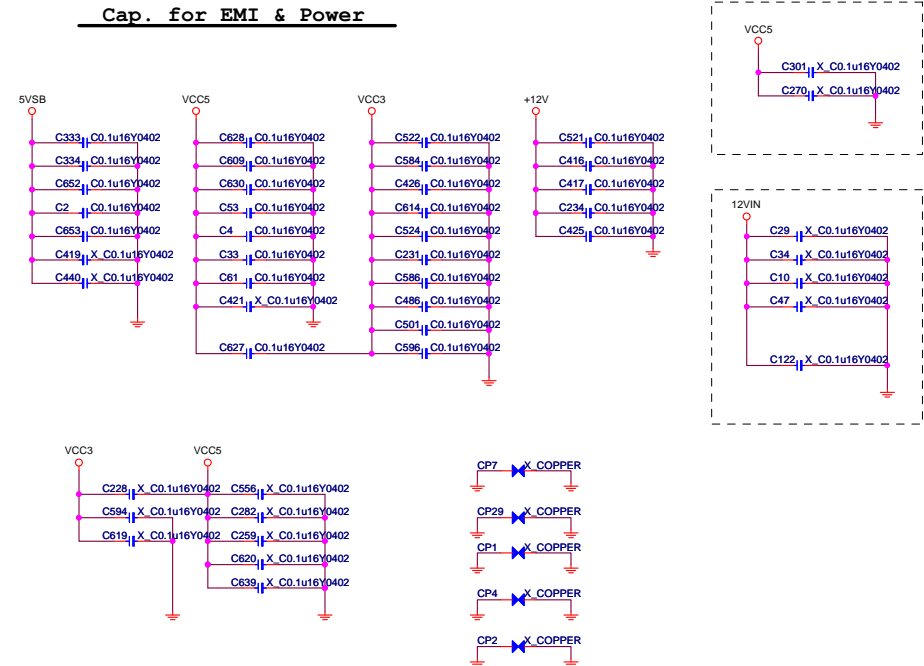 Cap. for EMI & Power
VCC5
C301 X_C0.1u16Y0402
C270 X_C0.1u16Y0402
5VSB
C333 C0.1u16Y0402
C334 C0.1u16Y0402
C652 C0.1u16Y0402
C2 C0.1u16Y0402
C653 C0.1u16Y0402
C419 X_C0.1u16Y0402
C440 X_C0.1u16Y0402
VCC5
C628 C0.1u16Y0402
C609 C0.1u16Y0402
C630 C0.1u16Y0402
C53 C0.1u16Y0402
C4 C0.1u16Y0402
C33 C0.1u16Y0402
C61 C0.1u16Y0402
C421 X_C0.1u16Y0402
C627 C0.1u16Y0402
VCC3
C522 C0.1u16Y0402
C584 C0.1u16Y0402
C426 C0.1u16Y0402
C614 C0.1u16Y0402
C524 C0.1u16Y0402
C231 C0.1u16Y0402
C586 C0.1u16Y0402
C486 C0.1u16Y0402
C501 C0.1u16Y0402
C596 C0.1u16Y0402
+12V
C521 C0.1u16Y0402
C416 C0.1u16Y0402
C417 C0.1u16Y0402
C234 C0.1u16Y0402
C425 C0.1u16Y0402
12VIN
C29 X_C0.1u16Y0402
C34 X_C0.1u16Y0402
C10 X_C0.1u16Y0402
C47 X_C0.1u16Y0402
C122 X_C0.1u16Y0402
VCC3
C228 X_C0.1u16Y0402
C594 X_C0.1u16Y0402
C619 X_C0.1u16Y0402
VCC5
C556 X_C0.1u16Y0402
C282 X_C0.1u16Y0402
C259 X_C0.1u16Y0402
C620 X_C0.1u16Y0402
C639 X_C0.1u16Y0402
CP7 X_COPPER
CP29 X_COPPER
CP1 X_COPPER
CP4 X_COPPER
CP2 X_COPPER